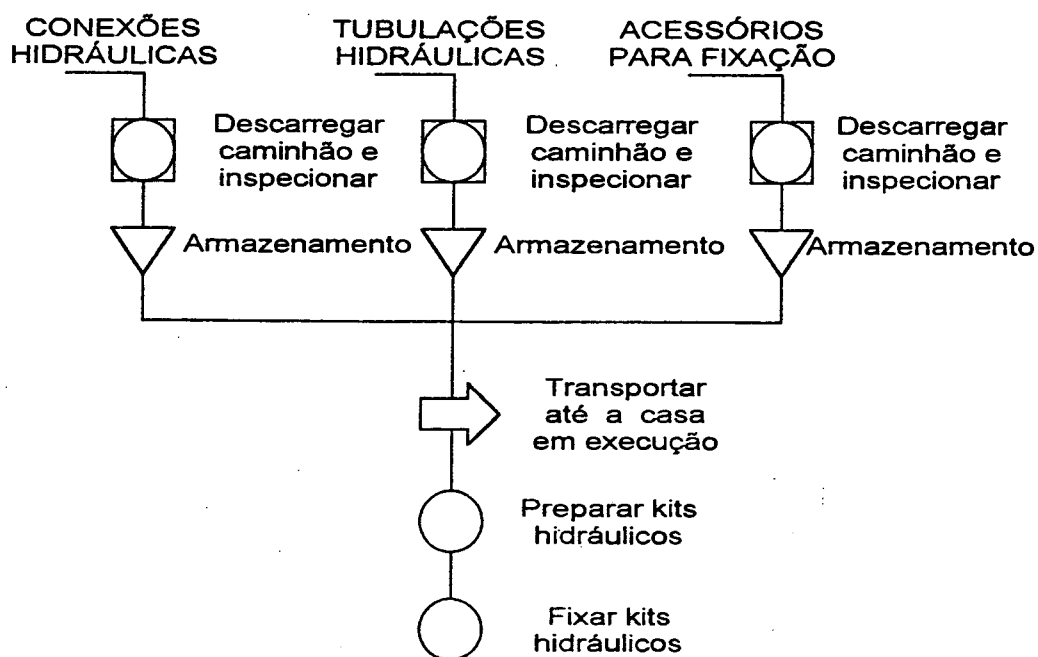 CONEXÕES
HIDRÁULICAS
TUBULAÇÕES
HIDRÁULICAS
ACESSÓRIOS
PARA FIXAÇÃO
Descarregar
caminhão e
inspecionar
Descarregar
caminhão e
inspecionar
Descarregar
caminhão e
inspecionar
Armazenamento
Armazenamento
Armazenamento
Transportar
até a casa
em execução
Preparar kits
hidráulicos
Fixar kits
hidráulicos